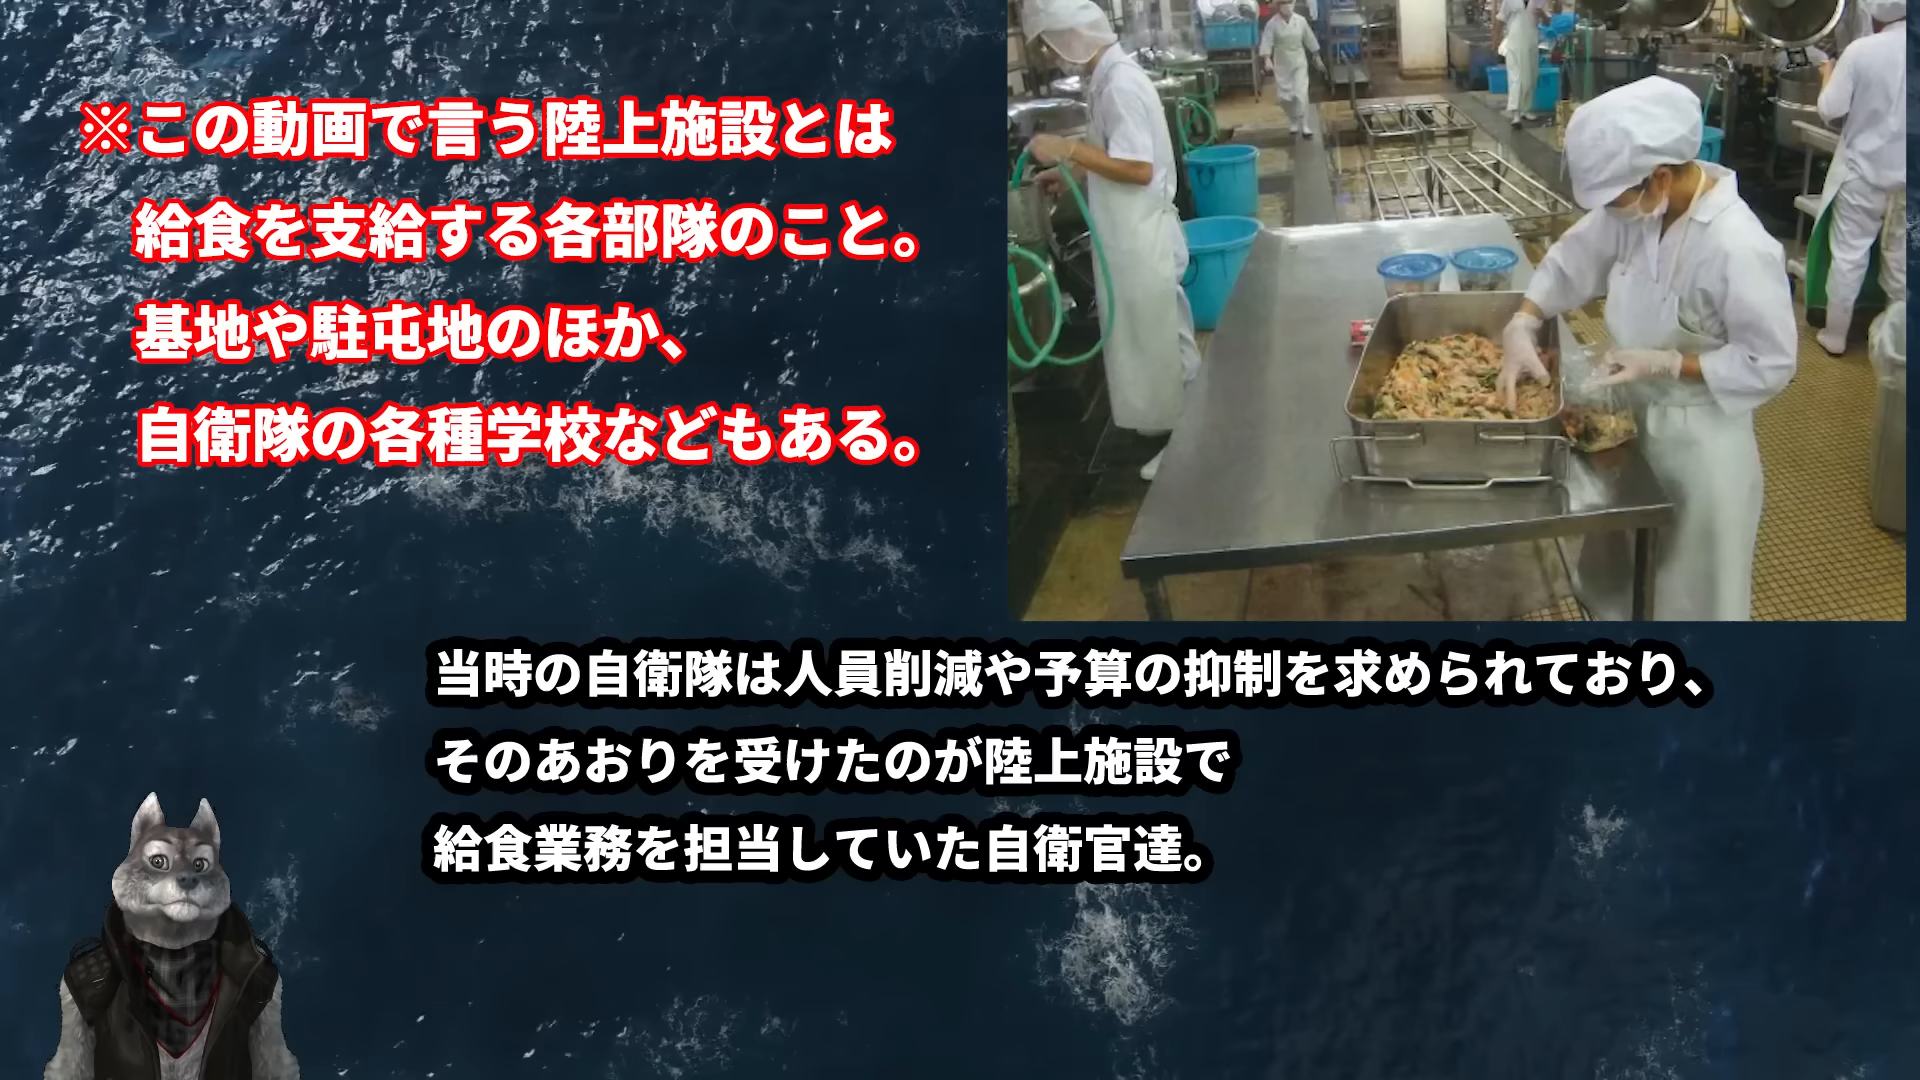 ※この動画で言う陸上施設とは
給食を支給する各部隊のこと。
基地や駐屯地のほか、
自衛隊の各種学校などもある。
当時の自衛隊は人員削減や予算の抑制を求められており、
そのあおりを受けたのが陸上施設で
給食業務を担当していた自衛官達。